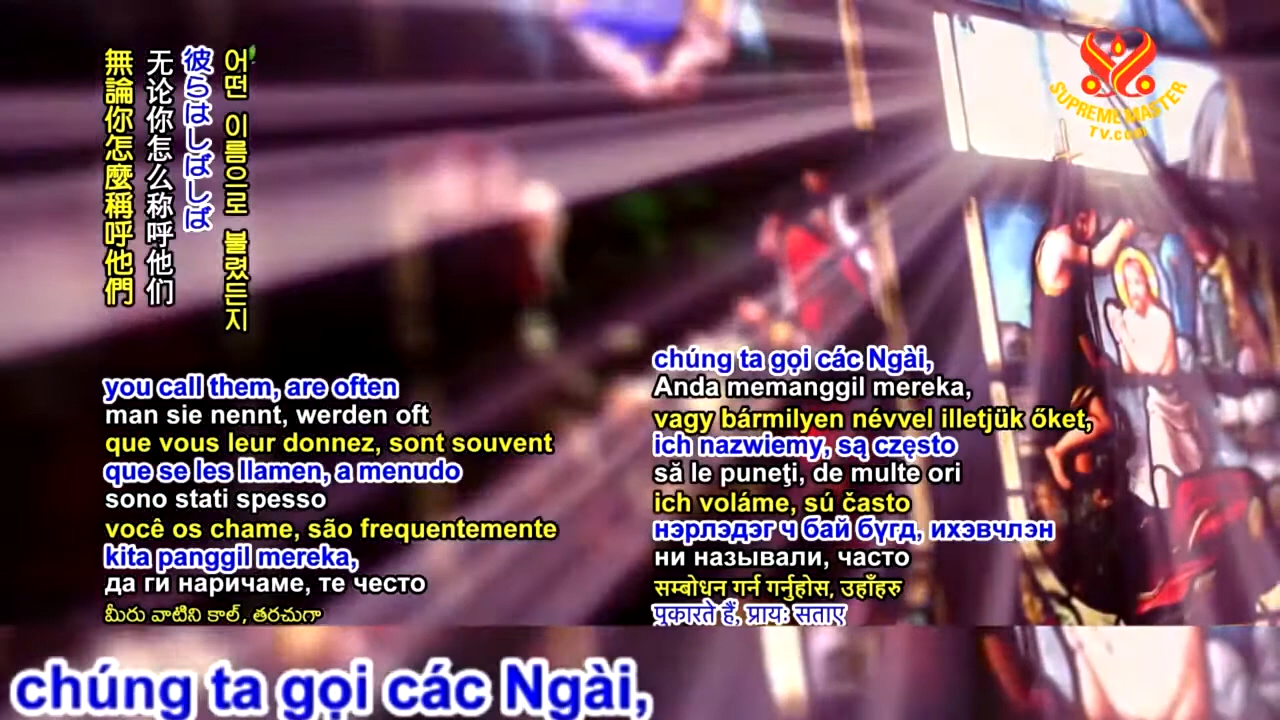 無論你怎麼稱呼他們
无论你怎么称呼他们
彼らはしばしば
어떤 이름으로 불렸든지
SUPREME MASTER
TV.com
you call them, are often
man sie nennt, werden oft
que vous leur donnez, sont souvent
que se les llamen, a menudo
sono stati spesso
você os chame, são frequentemente
kita panggil mereka,
да ги наричаме, те често
మీరు వాటిని కాల్, తరచుగా
chúng ta gọi các Ngài,
Anda memanggil mereka,
vagy bármilyen névvel illetjük őket,
ich nazwiemy, są często
să le puneţi, de multe ori
ich voláme, sú často
нэрлэдэг ч бай бүгд, ихэвчлэн
ни называли, часто
सम्बोधन गर्न गर्नुहोस, उहाँहरु
पुकारते हैं, प्रायः सताए
chúng ta gọi các Ngài,